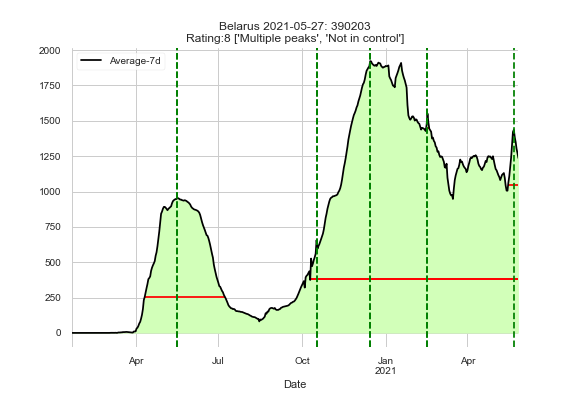 Belarus 2021-05-27: 390203
Rating:8 ['Multiple peaks', 'Not in control']
Average-7d
2000
1750
1500
1250
1000
750
500
250
0
Apr
Jul
Oct
Jan
2021
Apr
Date